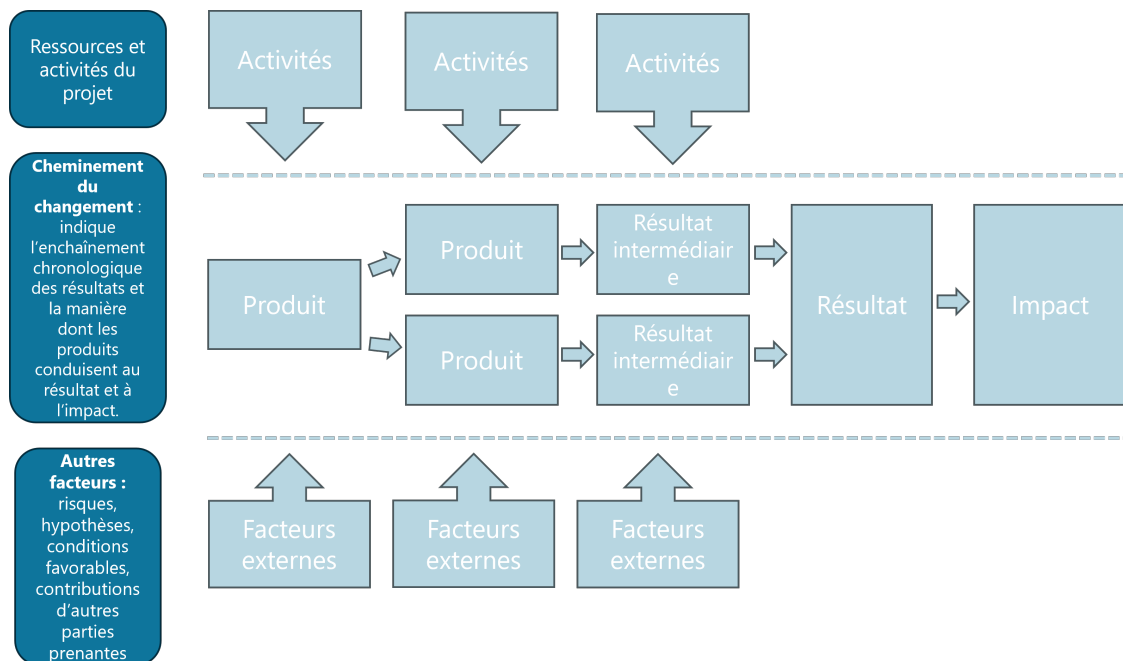 Ressources et
activités du
projet
Activités
Activités
Activités
Cheminement
du
changement :
indique
l’enchaînement
chronologique
des résultats et
la manière
dont les
produits
conduisent au
résultat et à
l’impact.
Produit
Produit
Produit
Résultat
intermédiair
e
Résultat
intermédiair
e
Résultat
Impact
Autres
facteurs :
risques,
hypothèses,
conditions
favorables,
contributions
d’autres
parties
prenantes
Facteurs
externes
Facteurs
externes
Facteurs
externes